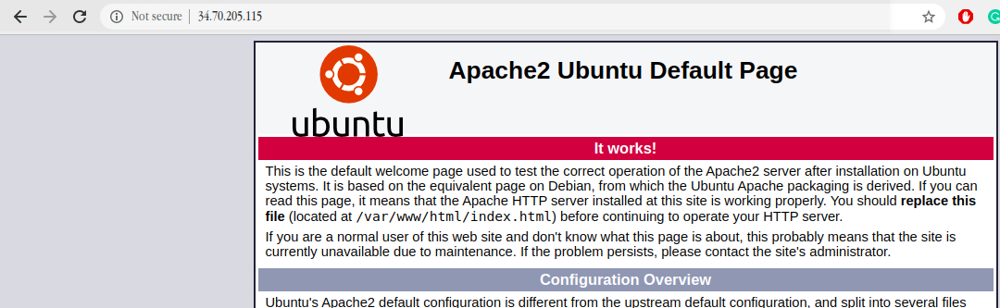 Not secure | 34.70.205.115
Apache2 Ubuntu Default Page
ubuntu
It works!
This is the default welcome page used to test the correct operation of the Apache2 server after installation on Ubuntu
systems. It is based on the equivalent page on Debian, from which the Ubuntu Apache packaging is derived. If you can
read this page, it means that the Apache HTTP server installed at this site is working properly. You should replace this
file (located at /var/www/html/index.html) before continuing to operate your HTTP server.
If you are a normal user of this web site and don't know what this page is about, this probably means that the site is
currently unavailable due to maintenance. If the problem persists, please contact the site's administrator.
Configuration Overview
Ubuntu's Apache2 default configuration is different from the upstream default configuration, and split into several files